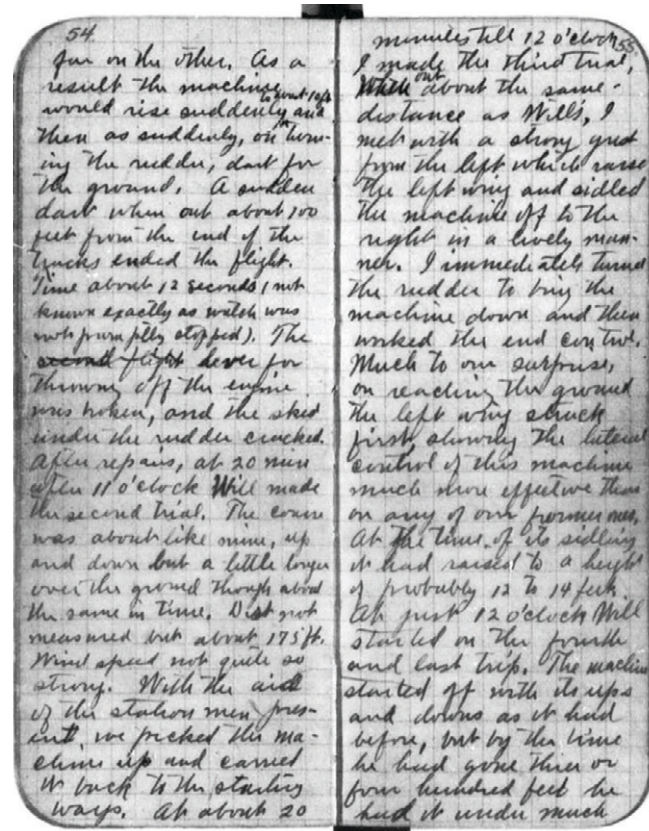 54.
far on the other. As a
result the machine
would rise suddenly to about 10 ft and
then as suddenly, on turn-
ing the rudder, dart for
the ground. A sudden
dart when out about 100
feet from the end of the
tracks ended the flight.
Time about 12 seconds (not
known exactly as watch was
not promptly stopped). The
second flight lever for
throwing off the engine
was broken, and the skid
under the rudder cracked.
After repairs, at 20 min
after 11 o'clock Will made
the second trial. The course
was about like mine, up
and down but a little longer
over the ground though about
the same in time. Dist not
measured but about 175 ft.
Wind speed not quite so
strong. With the aid
of the station men pres-
ent, we picked the ma-
chine up and carried
it back to the starting
ways. At about 20
55.
minutes till 12 o'clock
I made the third trial,
When out about the same
distance as Will's, I
met with a strong gust
from the left which raise
the left wing and sidled
the machine off to the
right in a lively man-
ner. I immediately turned
the rudder to bring the
machine down and then
worked the end control.
Much to our surprise,
on reaching the ground
the left wing struck
first, showing the lateral
control of this machine
much more effective than
on any of our former ones.
At the time of its sidling
it had raised to a height
of probably 12 to 14 feet.
At just 12 o'clock Will
started on the fourth
and last trip. The machine
started off with its ups
and downs as it had
before, but by the time
he had gone three or
four hundred feet he
had it under much